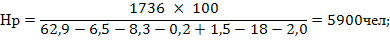 Нр = 1736 × 100 / 62,9 − 6,5 − 8,3 − 0,2 + 1,5 − 18 − 2,0 = 5900чел;